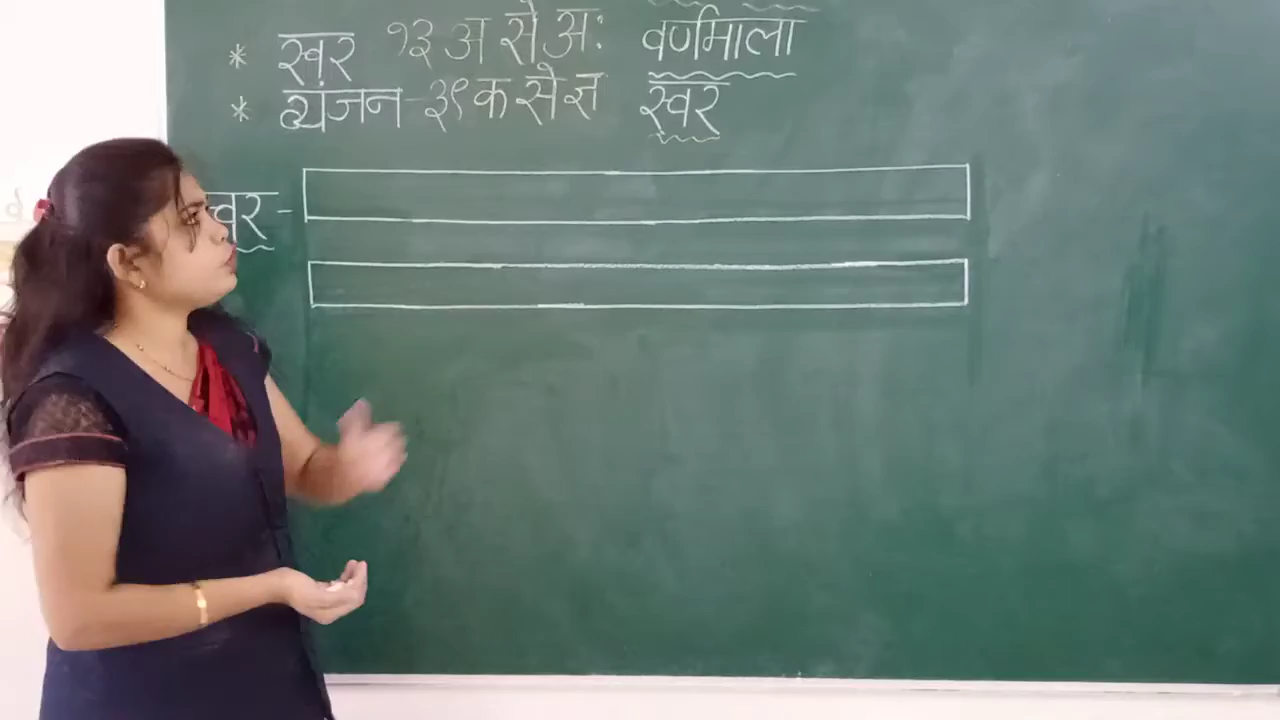 * स्वर १३ अ से अः वर्णमाला
* व्यंजन - ३९ क से ज्ञ स्वर
स्वर -